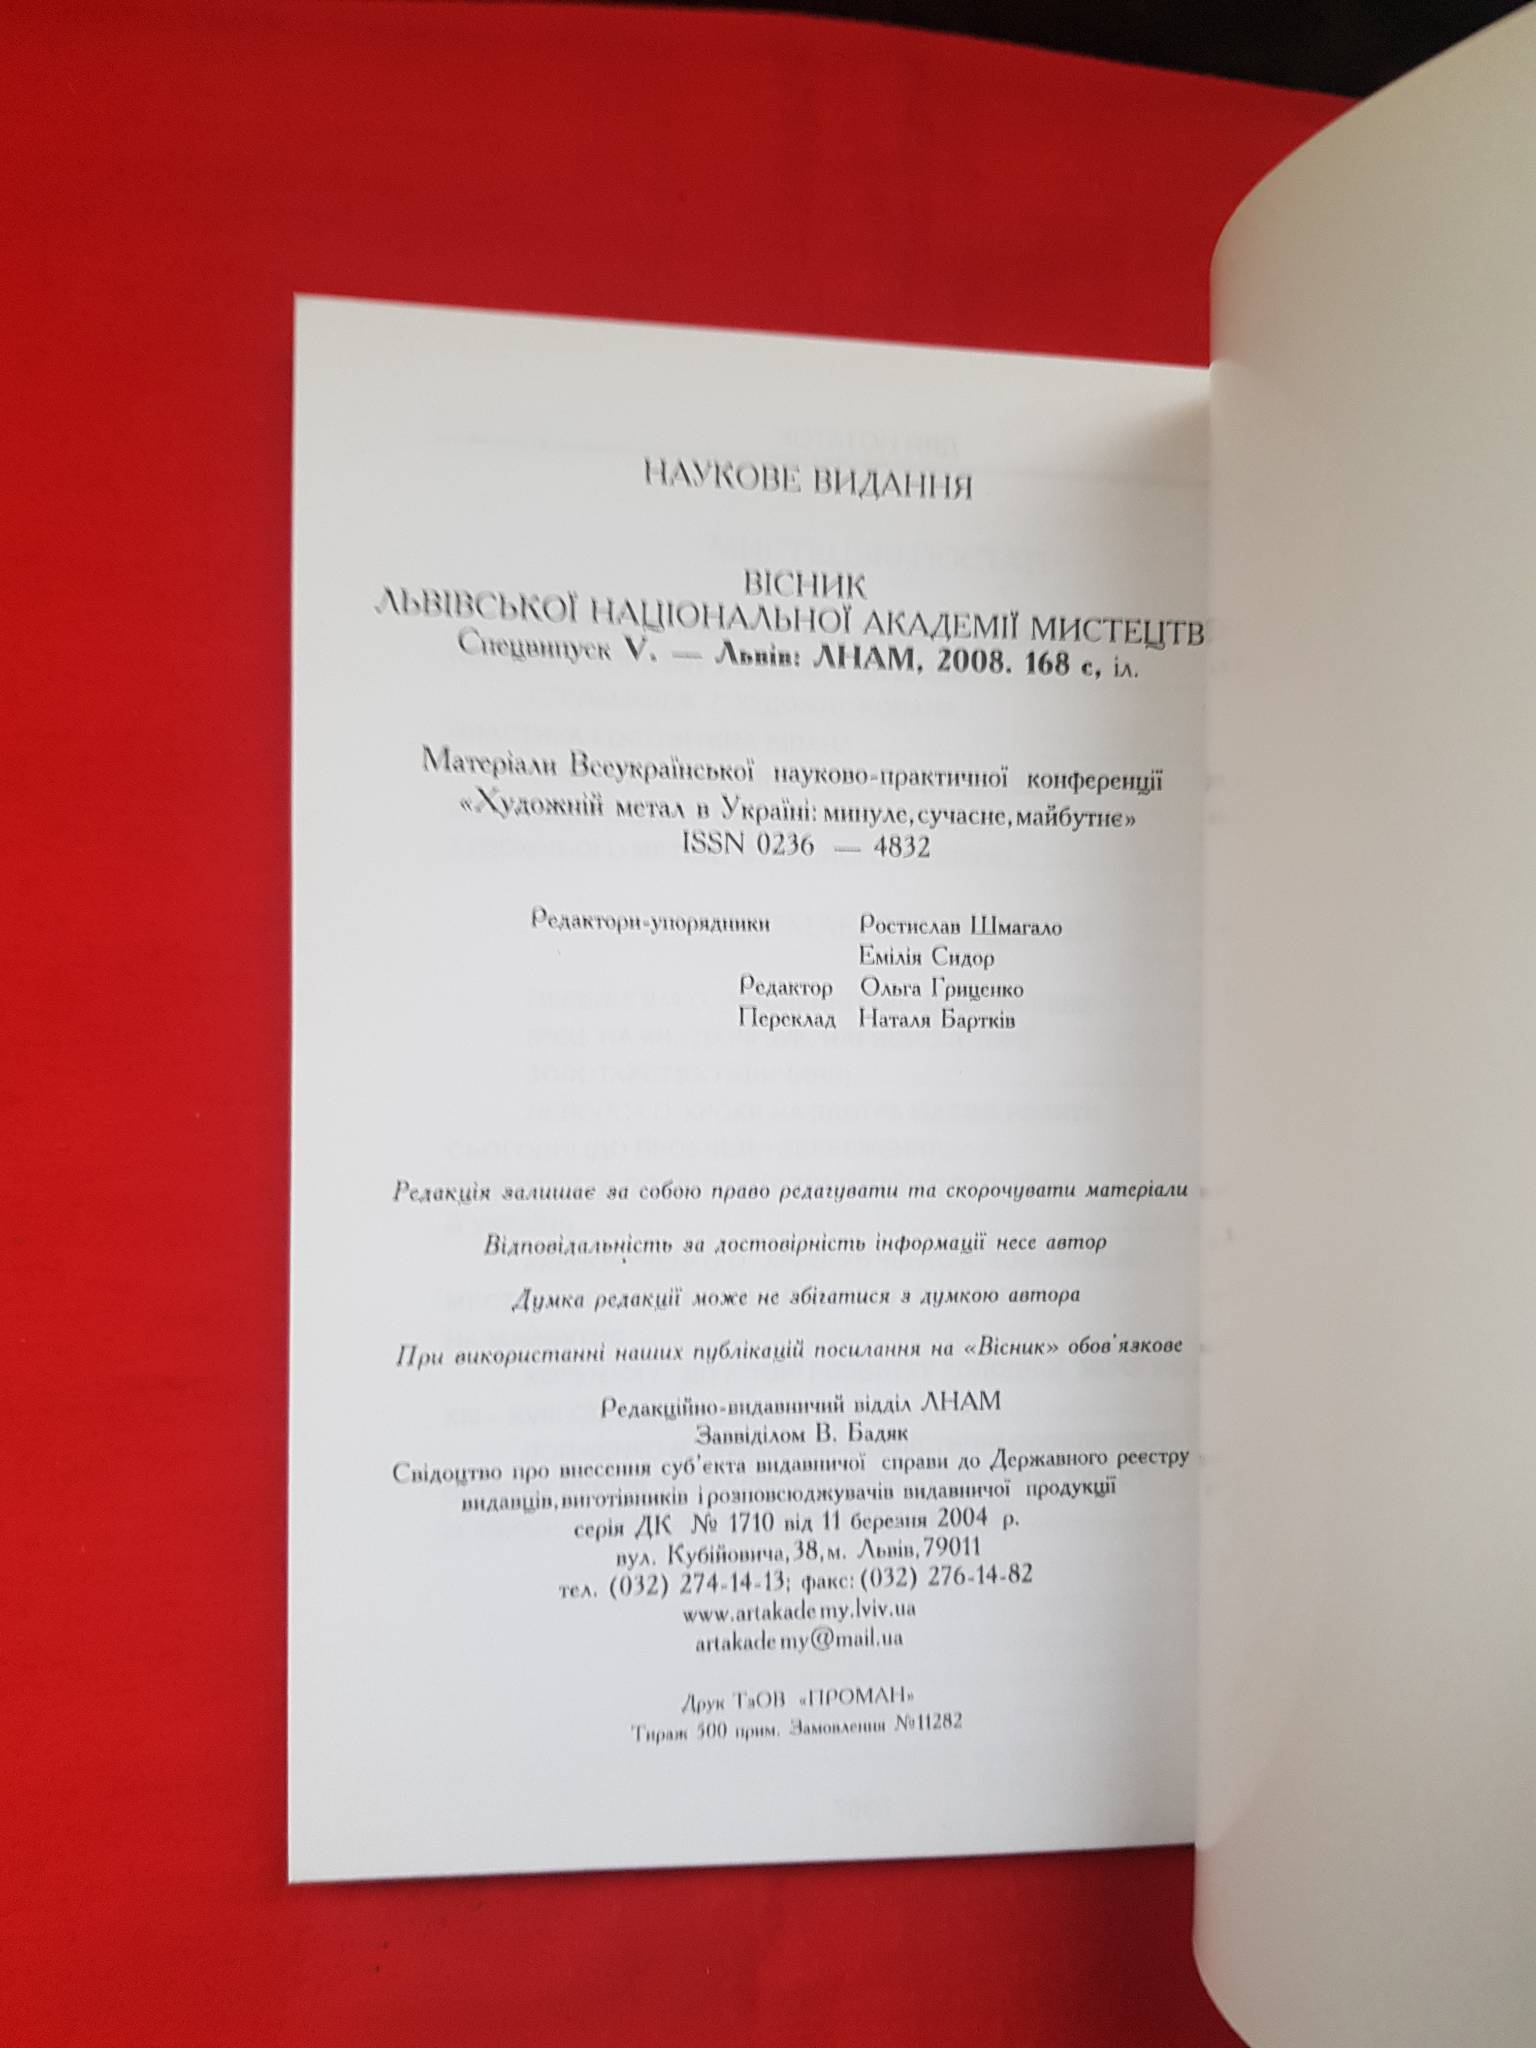 НАУКОВЕ ВИДАННЯ
ВІСНИК
ЛЬВІВСЬКОЇ НАЦІОНАЛЬНОЇ АКАДЕМІЇ МИСТЕЦТВ
Спецвипуск V. — Львів: ЛНАМ, 2008. 168 с, іл.
Матеріали Всеукраїнської науково-практичної конференції
«Художній метал в Україні: минуле, сучасне, майбутнє»
ISSN 0236 — 4832
Редактори-упорядники Ростислав Шмагало
Емілія Сидор
Редактор Ольга Гриценко
Переклад Наталя Бартків
Редакція залишає за собою право редагувати та скорочувати матеріали
Відповідальність за достовірність інформації несе автор
Думка редакції може не збігатися з думкою автора
При використанні наших публікацій посилання на «Вісник» обов'язкове
Редакційно-видавничий відділ ЛНАМ
Заввіділом В. Бадяк
Свідоцтво про внесення суб'єкта видавничої справи до Державного реєстру
видавців, виготівників і розповсюджувачів видавничої продукції
серія ДК № 1710 від 11 березня 2004 р.
вул. Кубійовича, 38, м. Львів, 79011
тел. (032) 274-14-13; факс: (032) 276-14-82
www.artakade my.lviv.ua
artakade my@mail.ua
Друк ТзОВ «ПРОМАН»
Тираж 500 прим. Замовлення №11282